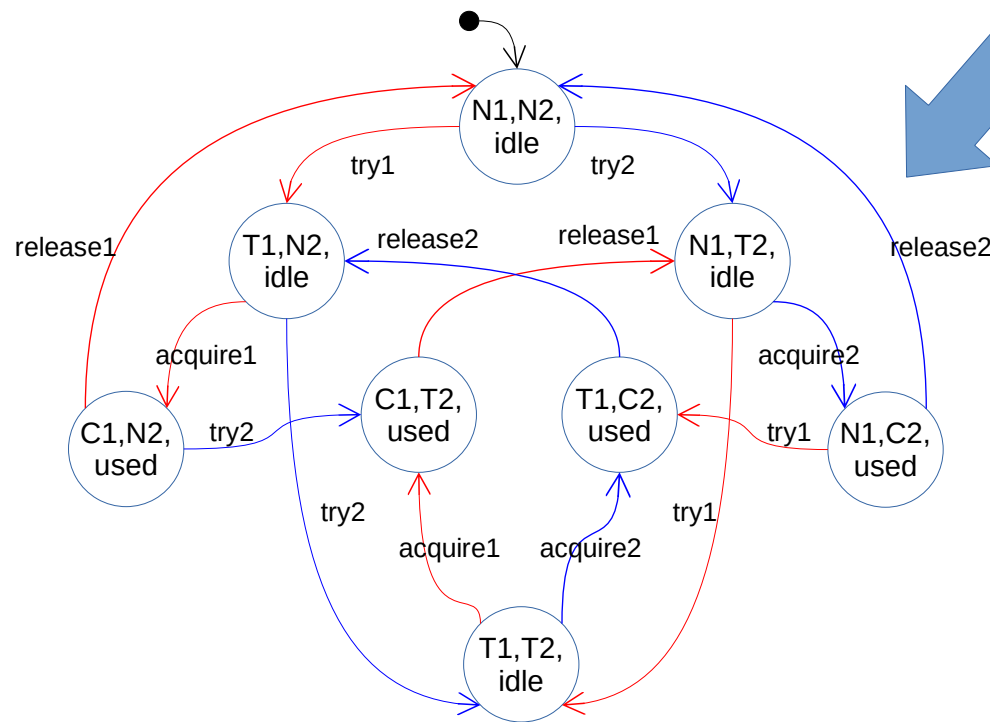 N1,N2,
idle
try1
try2
release1
T1,N2,
idle
release2
release1
N1,T2,
idle
release2
acquire1
acquire2
C1,N2,
used
try2
C1,T2,
used
T1,C2,
used
try1
N1,C2,
used
try2
try1
acquire1
acquire2
T1,T2,
idle